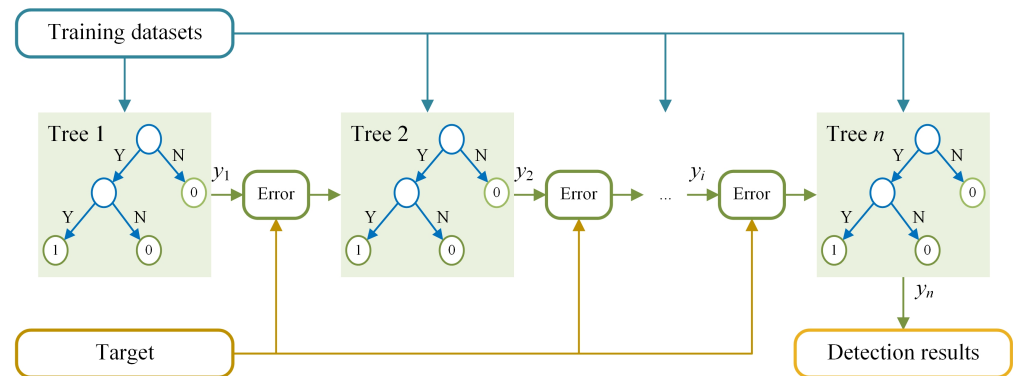 Training datasets
Tree 1
Y
N
Y
N
0
1
0
y1
Error
Tree 2
Y
N
Y
N
0
1
0
y2
Error
...
yi
Error
Tree n
Y
N
Y
N
0
1
0
yn
Target
Detection results